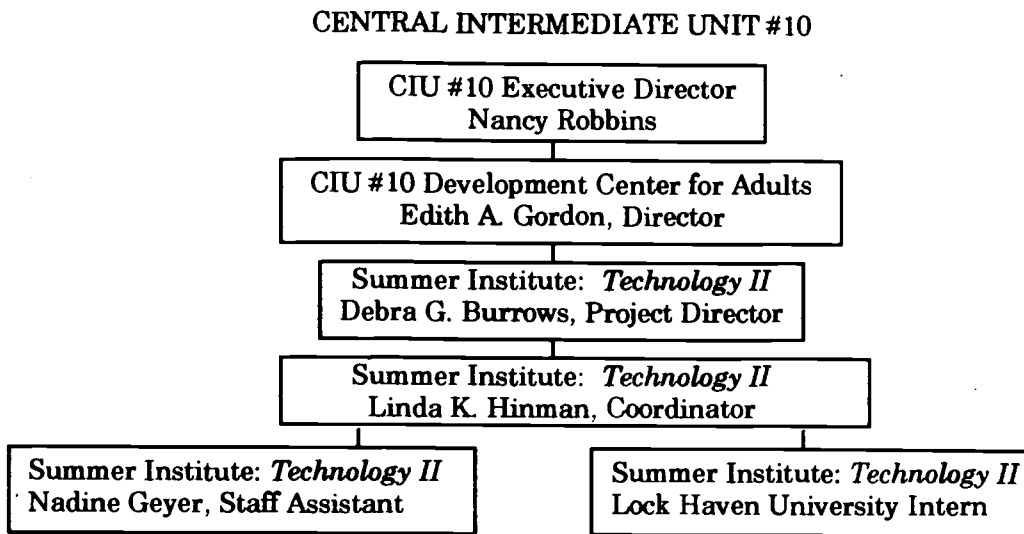 CENTRAL INTERMEDIATE UNIT #10
CIU #10 Executive Director
Nancy Robbins
CIU #10 Development Center for Adults
Edith A. Gordon, Director
Summer Institute: Technology II
Debra G. Burrows, Project Director
Summer Institute: Technology II
Linda K. Hinman, Coordinator
Summer Institute: Technology II
Nadine Geyer, Staff Assistant
Summer Institute: Technology II
Lock Haven University Intern